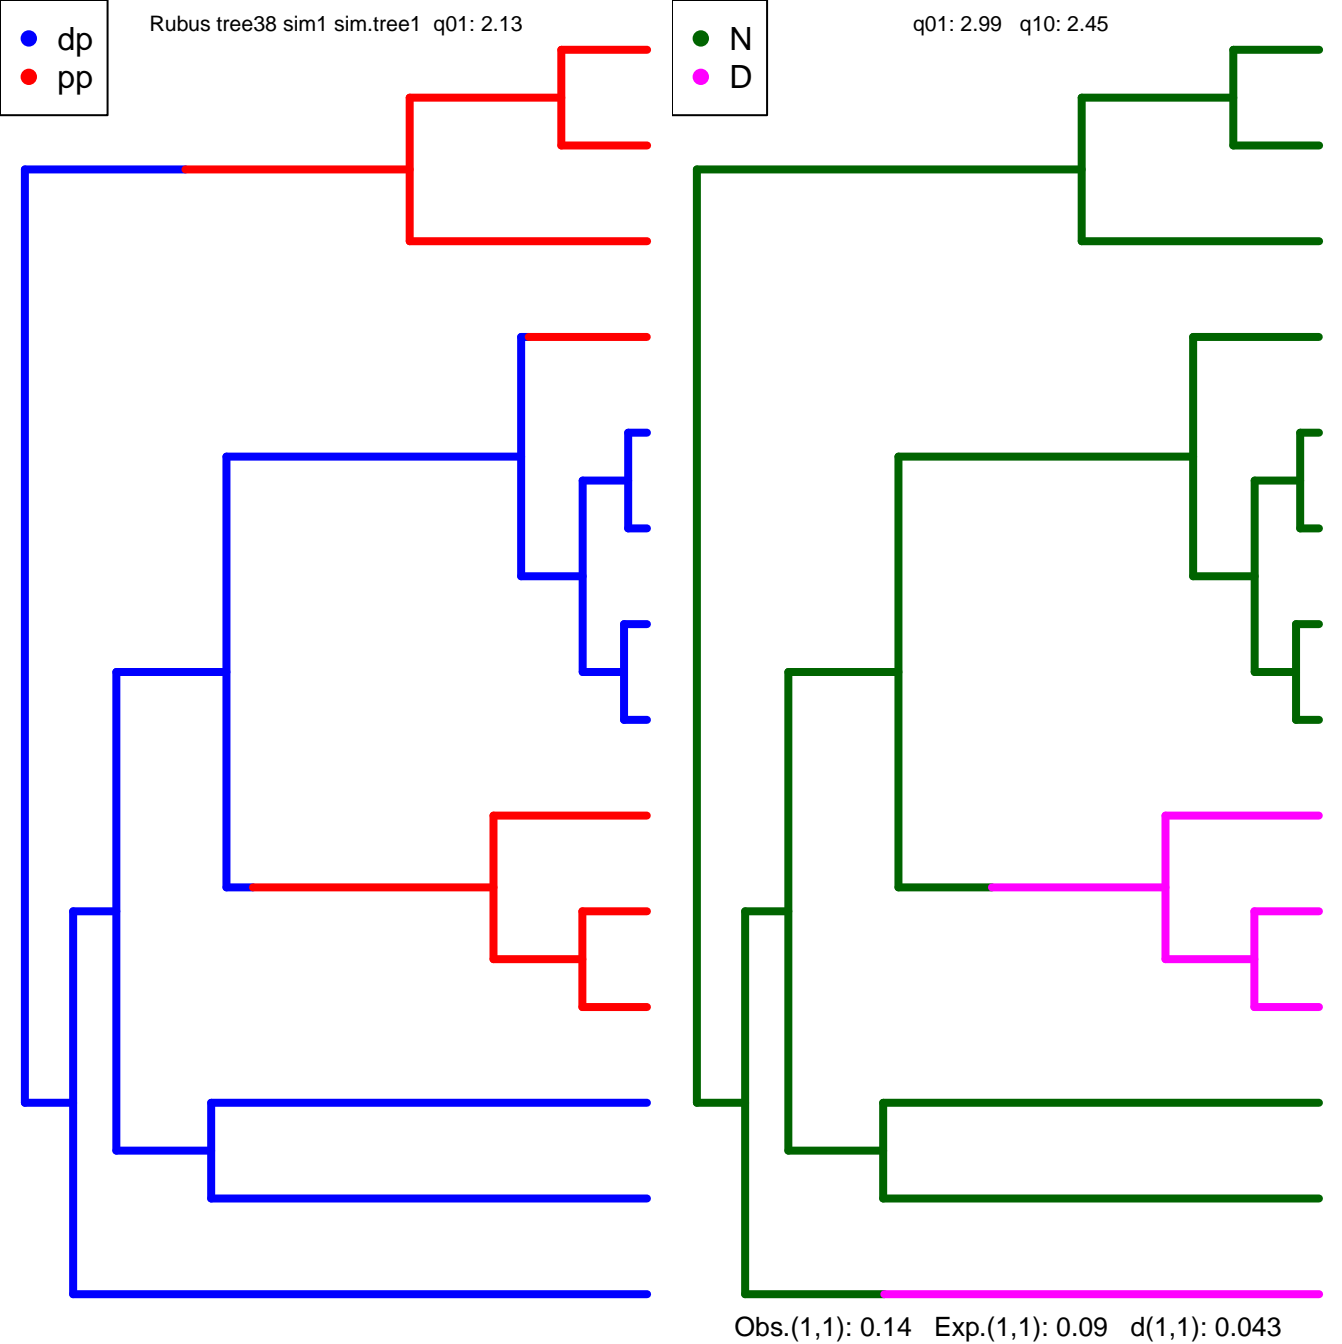 dp
pp
Rubus tree38 sim1 sim.tree1 q01: 2.13
N
D
q01: 2.99 q10: 2.45
Obs.(1,1): 0.14 Exp.(1,1): 0.09 d(1,1): 0.043